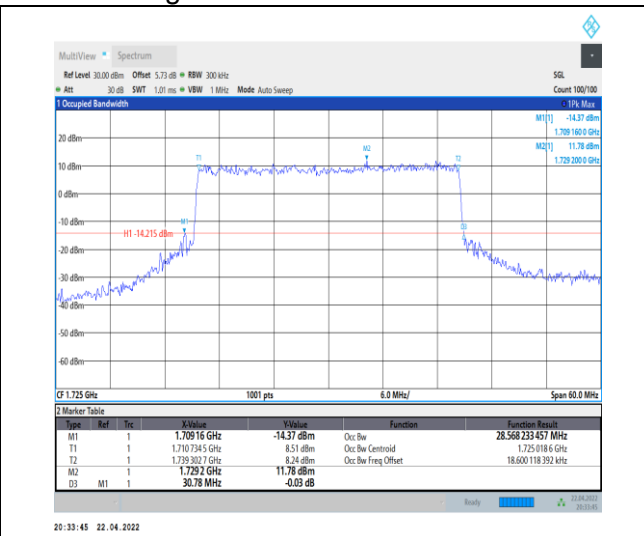 MultiView Spectrum
Ref Level 30.00 dBm Offset 5.73 dB RBW 300 kHz SGL
Att 30 dB SWT 1.01 ms VBW 1 MHz Mode Auto Sweep Count 100/100
1 Occupied Bandwidth 1Pk Max
M1[1] -14.37 dBm
1.709 160 0 GHz
M2[1] 11.78 dBm
1.729 200 0 GHz
20 dBm
M2
T1 T2
10 dBm
0 dBm
-10 dBm
M1
H1 -14.215 dBm
D3
-20 dBm
-30 dBm
-40 dBm
-50 dBm
-60 dBm
CF 1.725 GHz 1001 pts 6.0 MHz/ Span 60.0 MHz
2 Marker Table
Type Ref Trc X-Value Y-Value Function Function Result
M1 1 1.709 16 GHz -14.37 dBm Occ Bw 28.568 233 457 MHz
T1 1 1.710 734 5 GHz 8.51 dBm Occ Bw Centroid 1.725 018 6 GHz
T2 1 1.739 302 7 GHz 8.24 dBm Occ Bw Freq Offset 18.600 118 392 kHz
M2 1 1.729 2 GHz 11.78 dBm
D3 M1 1 30.78 MHz -0.03 dB
Ready 22.04.2022
20:33:45
20:33:45 22.04.2022